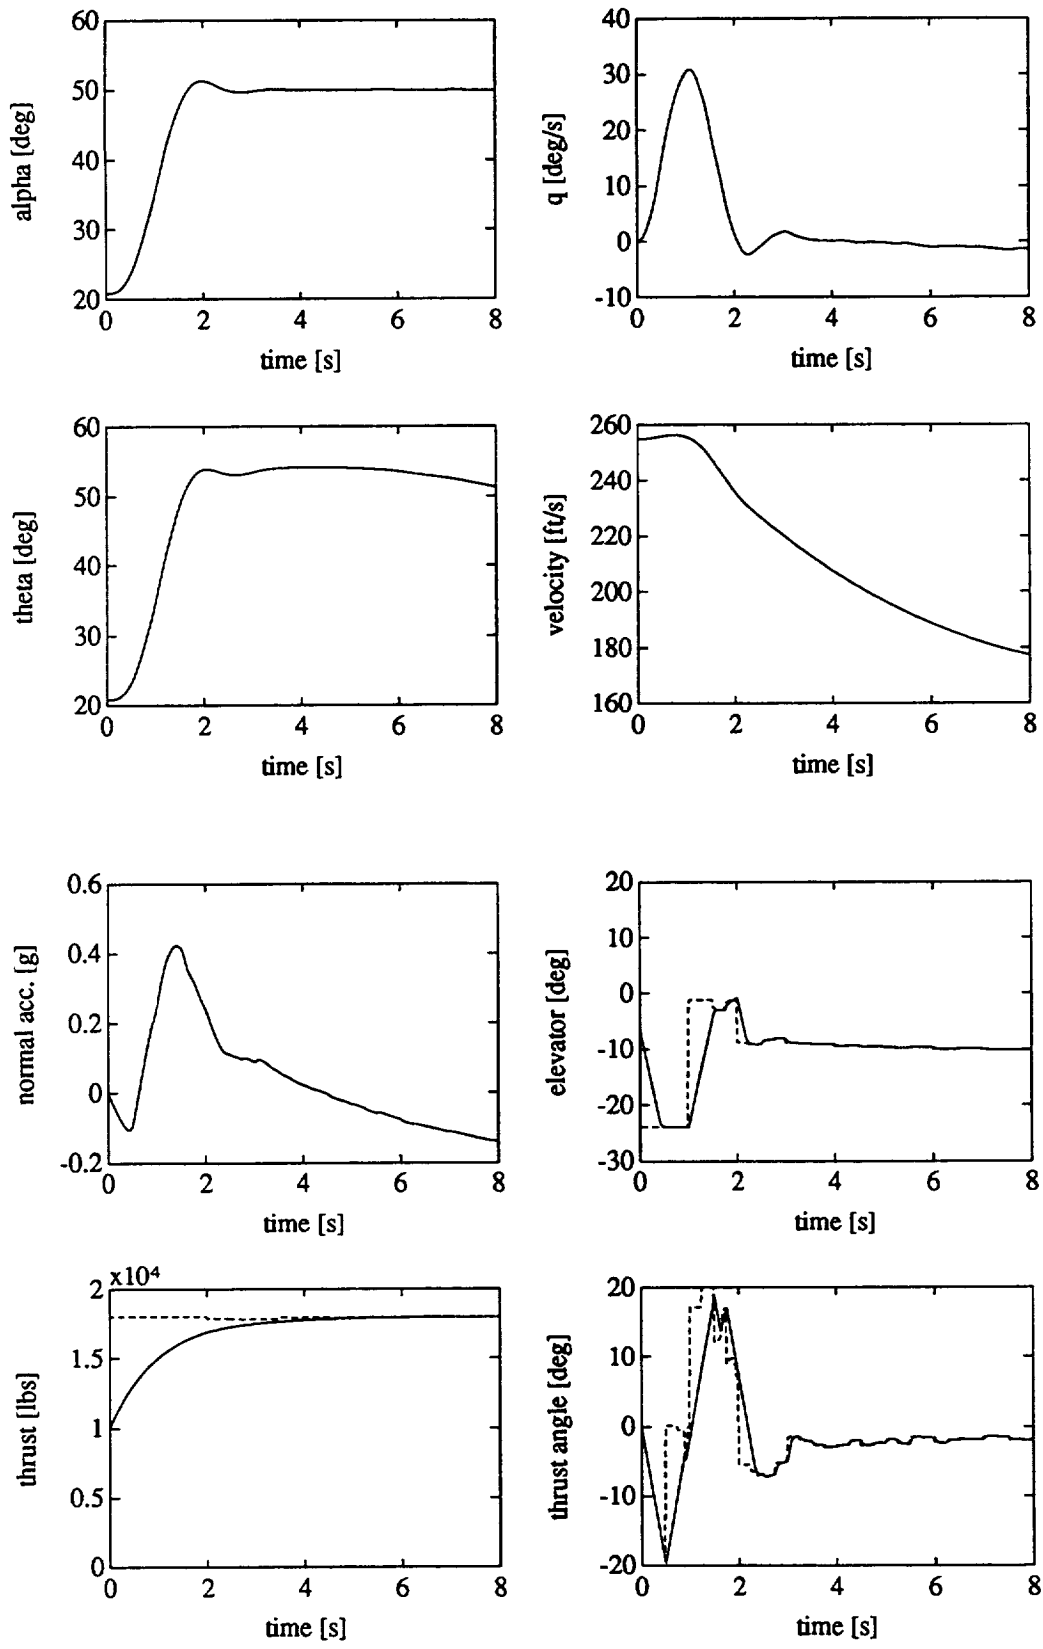 60
50
40
30
20
0 2 4 6 8
alpha [deg]
time [s]
40
30
20
10
0
-10
0 2 4 6 8
q [deg/s]
time [s]
60
50
40
30
20
0 2 4 6 8
theta [deg]
time [s]
260
240
220
200
180
160
0 2 4 6 8
velocity [ft/s]
time [s]
0.6
0.4
0.2
0
-0.2
0 2 4 6 8
normal acc. [g]
time [s]
20
10
0
-10
-20
-30
0 2 4 6 8
elevator [deg]
time [s]
x10⁴
2
1.5
1
0.5
0
0 2 4 6 8
thrust [lbs]
time [s]
20
10
0
-10
-20
0 2 4 6 8
thrust angle [deg]
time [s]